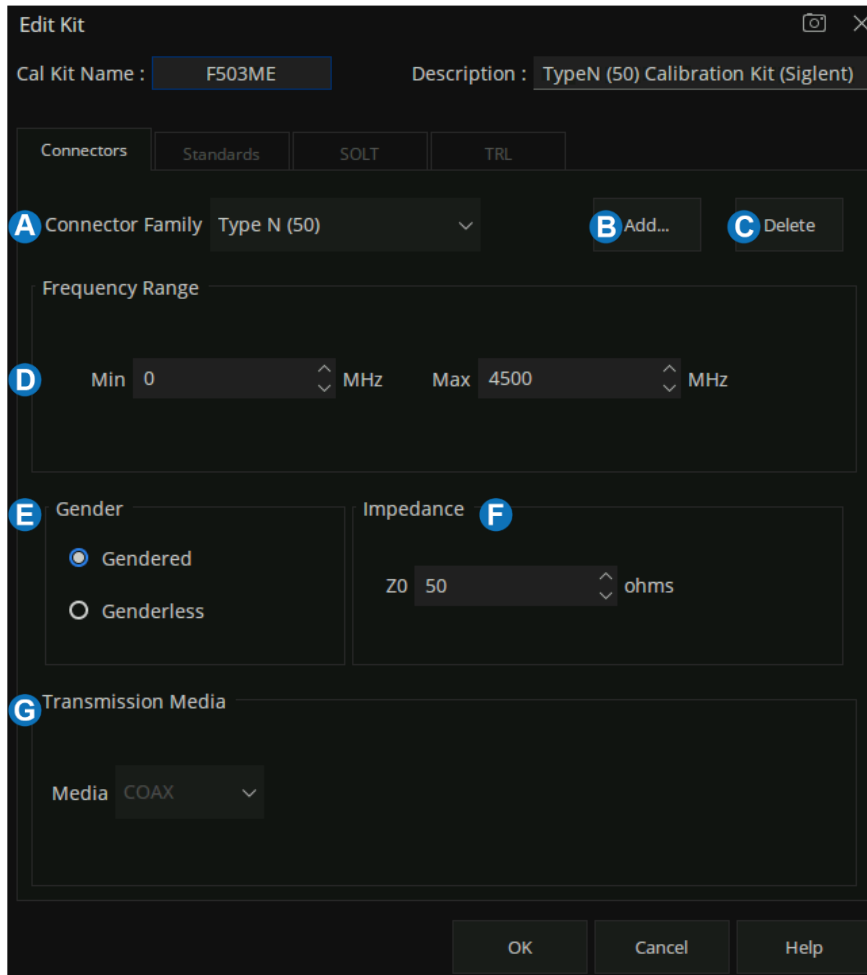 Edit Kit
Cal Kit Name : F503ME Description : TypeN (50) Calibration Kit (Siglent)
Connectors Standards SOLT TRL
A Connector Family Type N (50) B Add... C Delete
Frequency Range
D Min 0 MHz Max 4500 MHz
E Gender Impedance F
Gendered
Z0 50 ohms
Genderless
G Transmission Media
Media COAX
OK Cancel Help